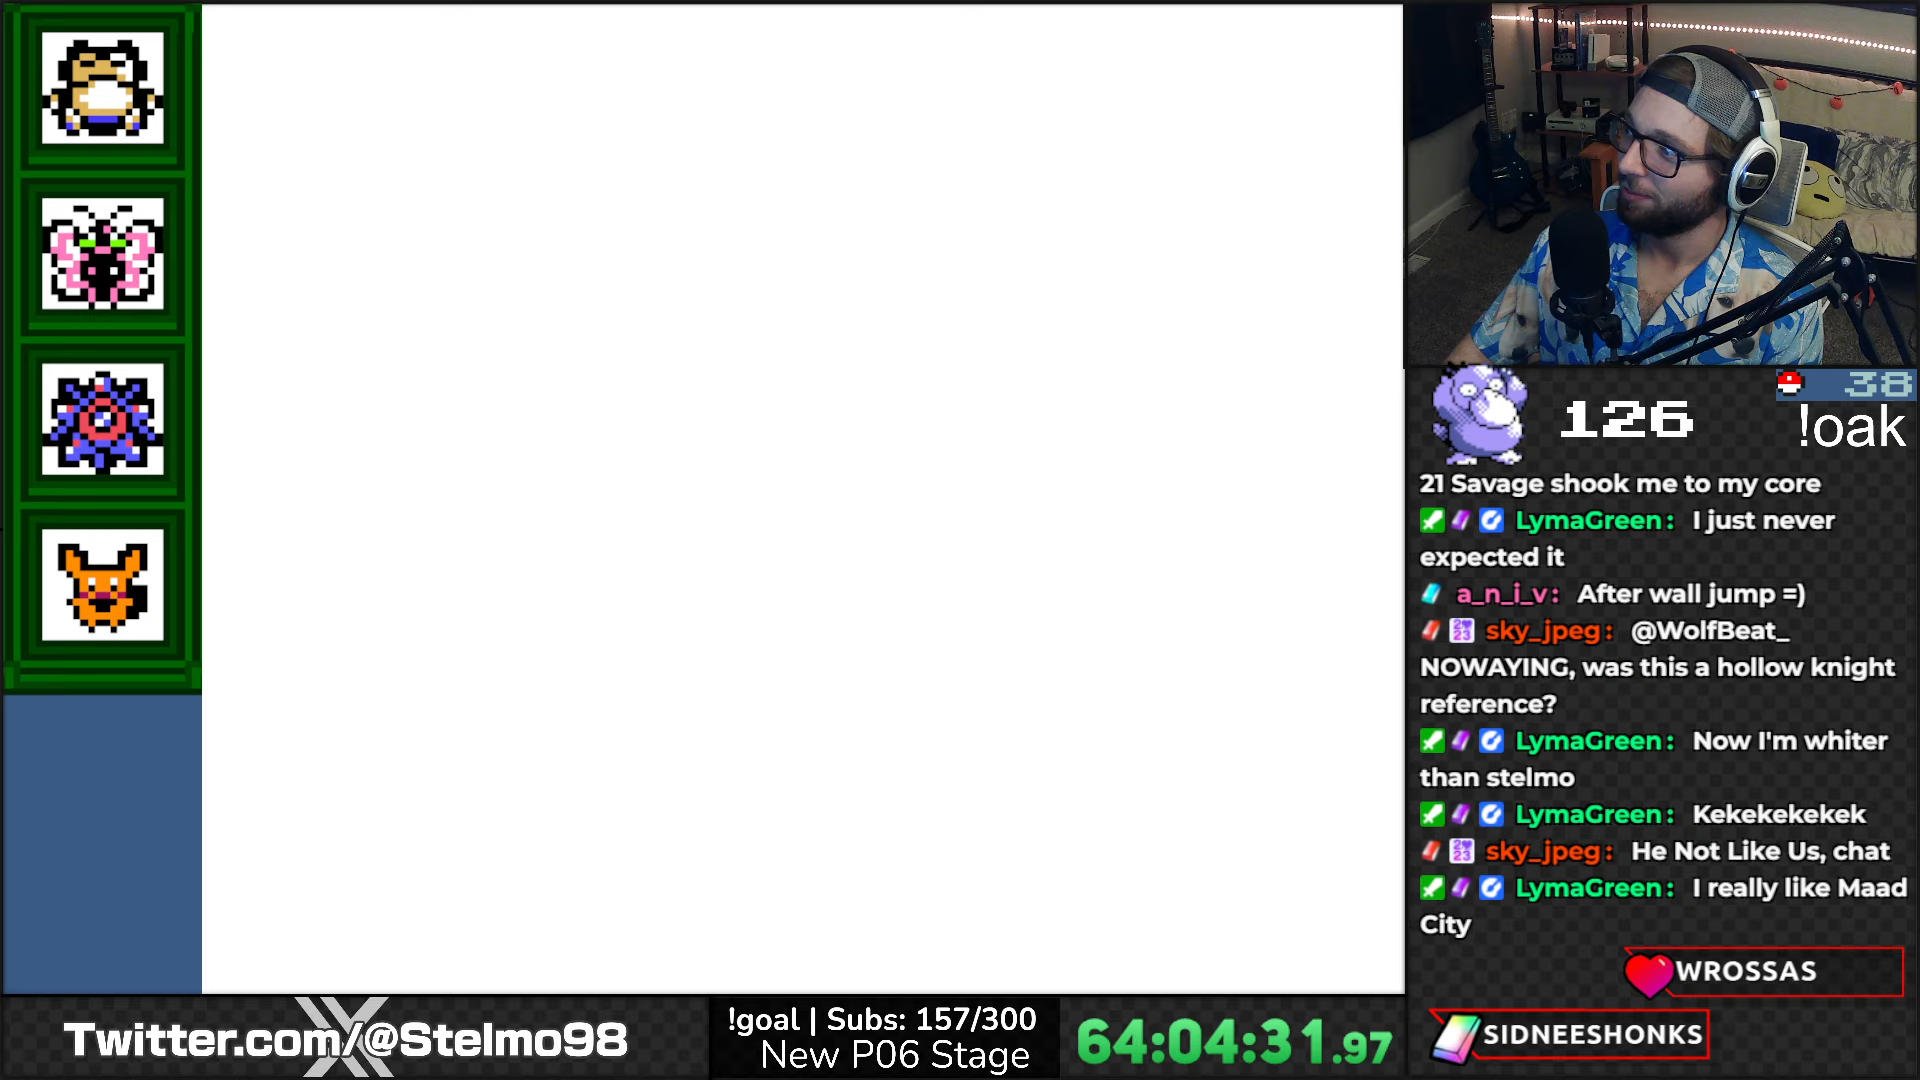 38
126
!oak
21 Savage shook me to my core
LymaGreen: I just never
expected it
a_n_i_v: After wall jump =)
sky_jpeg: @WolfBeat_
NOWAYING, was this a hollow knight
reference?
LymaGreen: Now I'm whiter
than stelmo
LymaGreen: Kekekekekek
sky_jpeg: He Not Like Us, chat
LymaGreen: I really like Maad
City
WROSSAS
SIDNEESHONKS
Twitter.com/@Stelmo98
!goal | Subs: 157/300
New P06 Stage
64:04:31.97